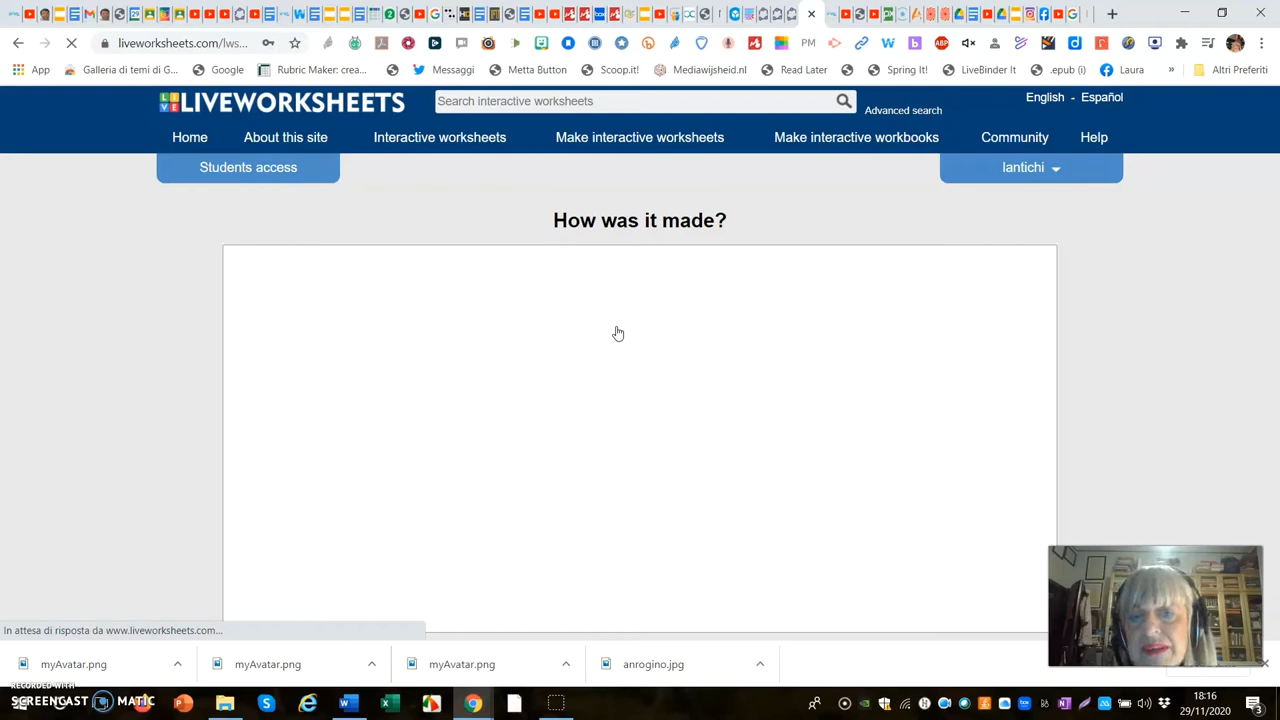 liveworksheets.com/lws...
App
Galleria di temi di G...
Google
Rubric Maker: crea...
Messaggi
Metta Button
Scoop.it!
Mediawijsheid.nl
Read Later
Spring It!
LiveBinder It
.epub (i)
Laura
»
Altri Preferiti
LIVEWORKSHEETS
Search interactive worksheets
Advanced search
English - Español
Home
About this site
Interactive worksheets
Make interactive worksheets
Make interactive workbooks
Community
Help
Students access
lantichi
How was it made?
In attesa di risposta da www.liveworksheets.com...
myAvatar.png
myAvatar.png
myAvatar.png
anrogino.jpg
RECORDED WITH
SCREENCAST MATIC
18:16
29/11/2020